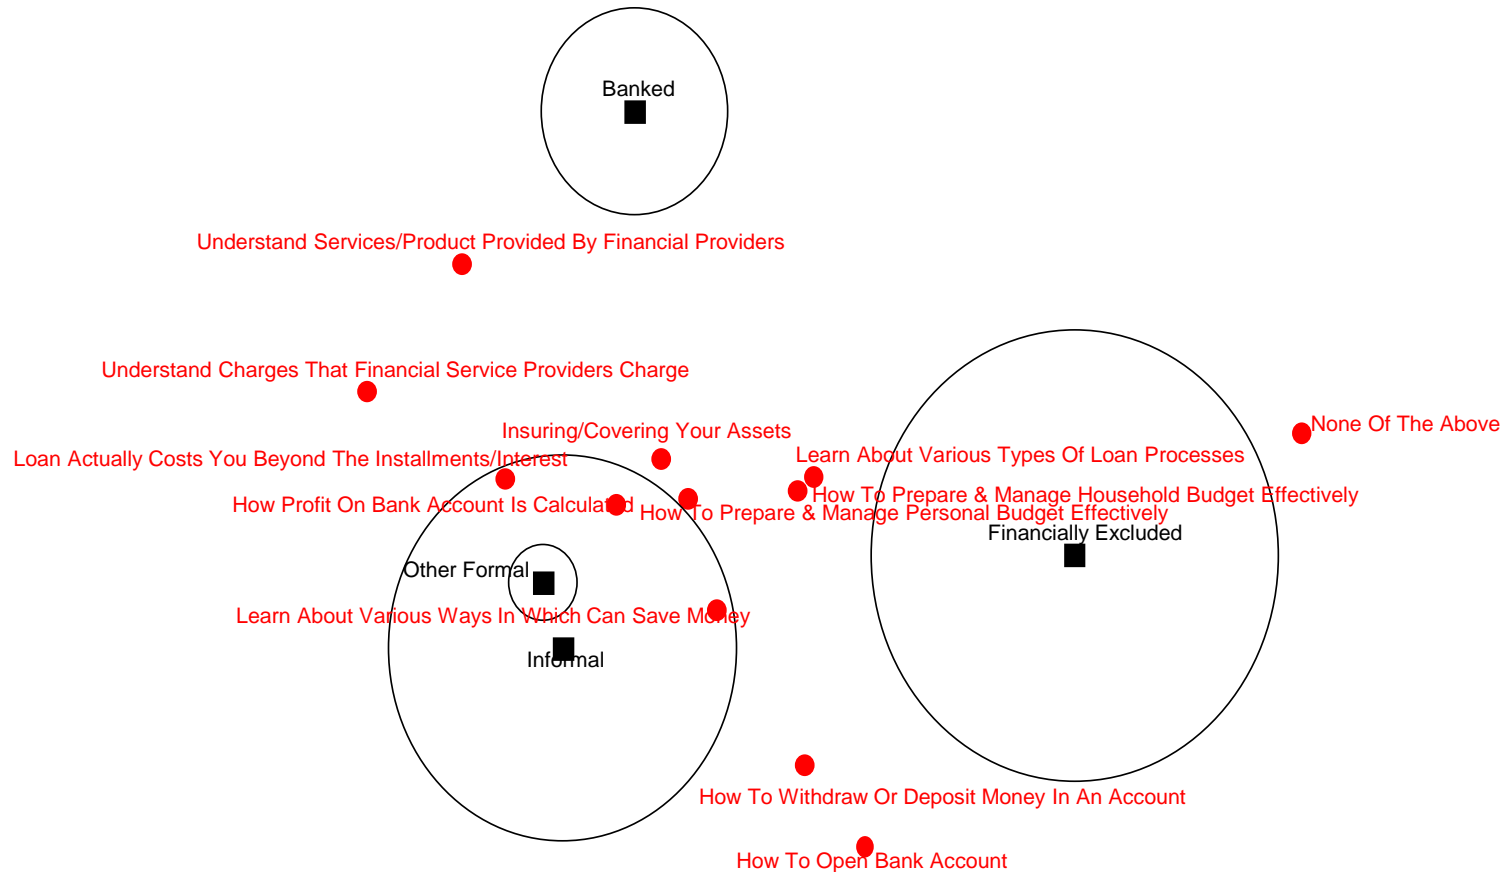 Banked
Understand Services/Product Provided By Financial Providers
Understand Charges That Financial Service Providers Charge
None Of The Above
Insuring/Covering Your Assets
Learn About Various Types Of Loan Processes
Loan Actually Costs You Beyond The Installments/Interest
How To Prepare & Manage Household Budget Effectively
How Profit On Bank Account Is Calculated
How To Prepare & Manage Personal Budget Effectively
Financially Excluded
Other Formal
Learn About Various Ways In Which Can Save Money
Informal
How To Withdraw Or Deposit Money In An Account
How To Open Bank Account